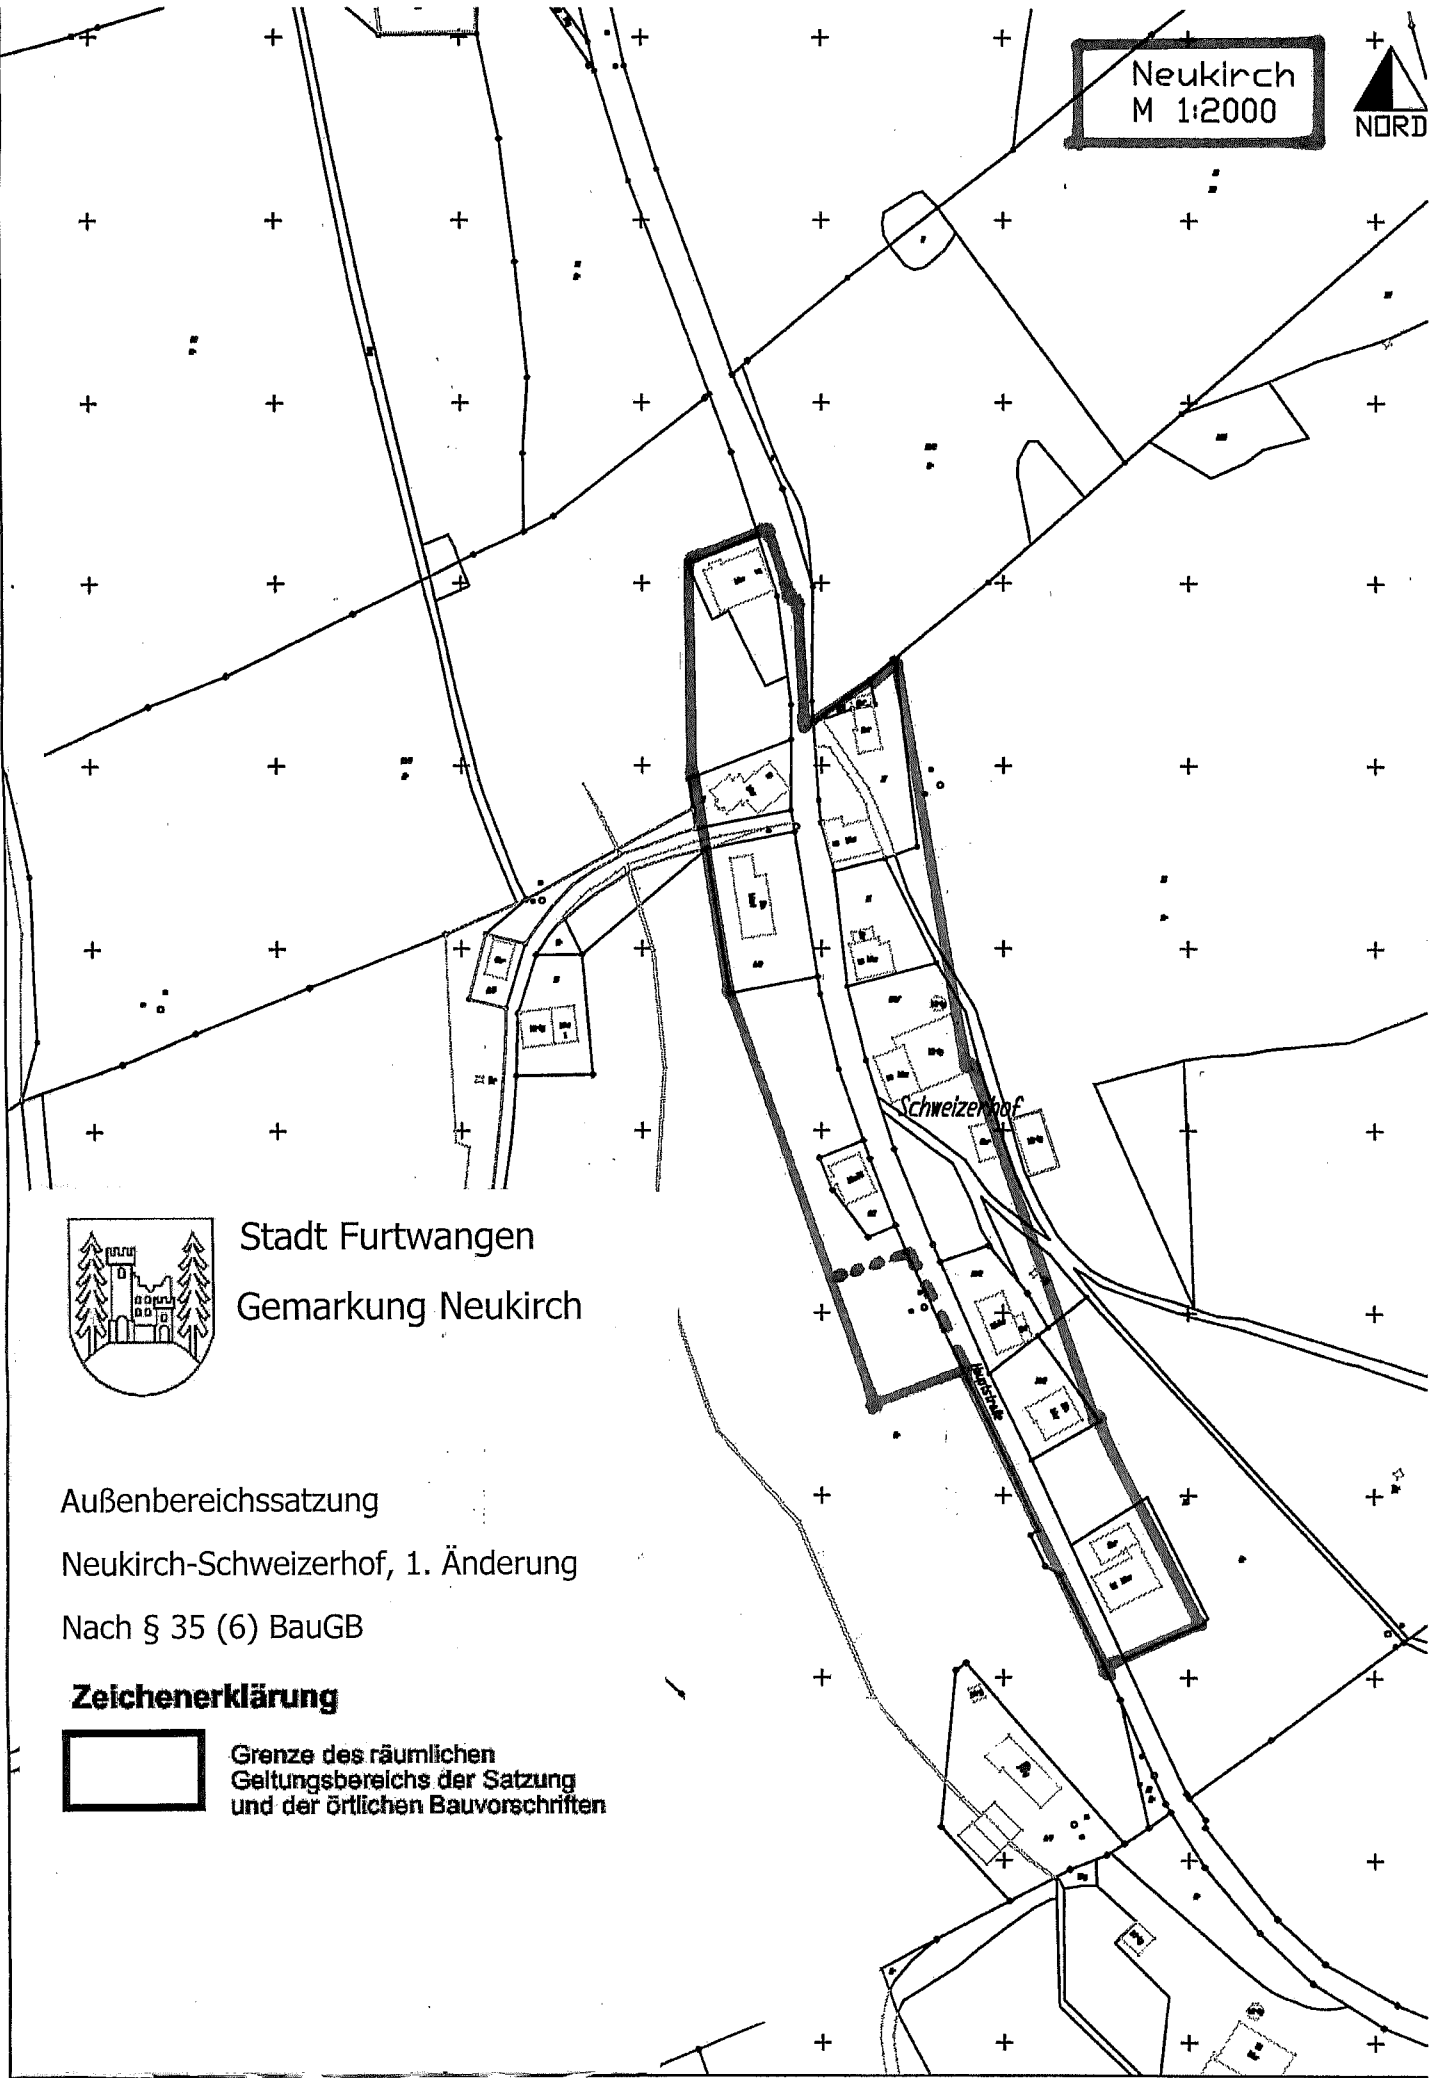 Neukirch
M 1:2000
NORD
Schweizerhof
Hauptstraße
Stadt Furtwangen
Gemarkung Neukirch
Außenbereichssatzung
Neukirch-Schweizerhof, 1. Änderung
Nach § 35 (6) BauGB
Zeichenerklärung
Grenze des räumlichen
Geltungsbereichs der Satzung
und der örtlichen Bauvorschriften